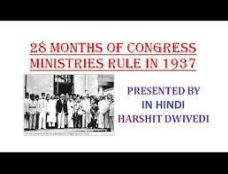 28 MONTHS OF CONGRESS
MINISTRIES RULE IN 1937
PRESENTED BY
IN HINDI
HARSHIT DWIVEDI